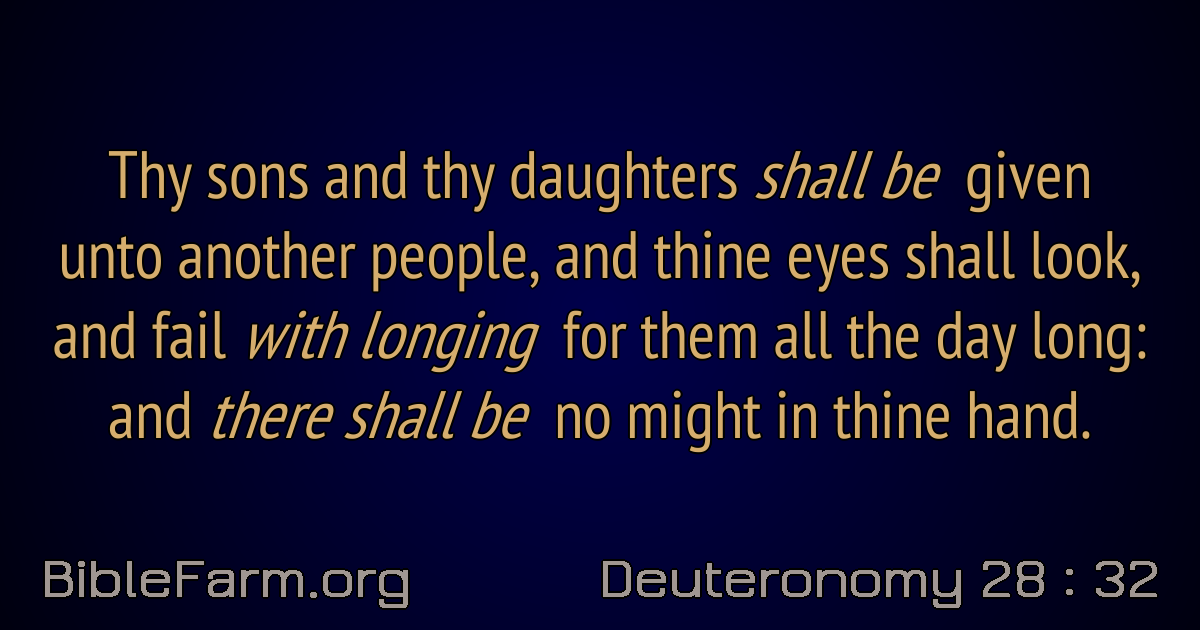 Thy sons and thy daughters shall be given
unto another people, and thine eyes shall look,
and fail with longing for them all the day long:
and there shall be no might in thine hand.
BibleFarm.org
Deuteronomy 28 : 32